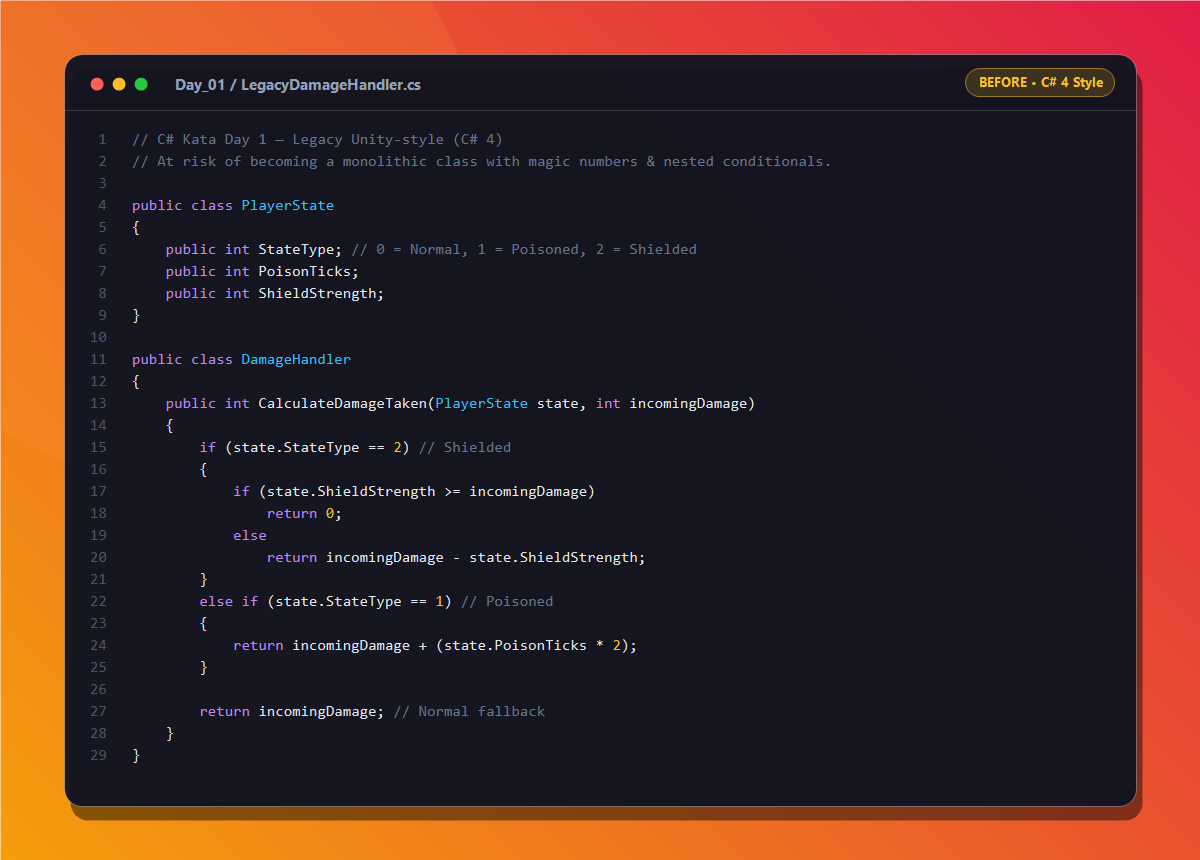 Day_01 / LegacyDamageHandler.cs
BEFORE • C# 4 Style
1 // C# Kata Day 1 — Legacy Unity-style (C# 4)
2 // At risk of becoming a monolithic class with magic numbers & nested conditionals.
3
4 public class PlayerState
5 {
6     public int StateType; // 0 = Normal, 1 = Poisoned, 2 = Shielded
7     public int PoisonTicks;
8     public int ShieldStrength;
9 }
10
11 public class DamageHandler
12 {
13     public int CalculateDamageTaken(PlayerState state, int incomingDamage)
14     {
15         if (state.StateType == 2) // Shielded
16         {
17             if (state.ShieldStrength >= incomingDamage)
18                 return 0;
19             else
20                 return incomingDamage - state.ShieldStrength;
21         }
22         else if (state.StateType == 1) // Poisoned
23         {
24             return incomingDamage + (state.PoisonTicks * 2);
25         }
26
27         return incomingDamage; // Normal fallback
28     }
29 }